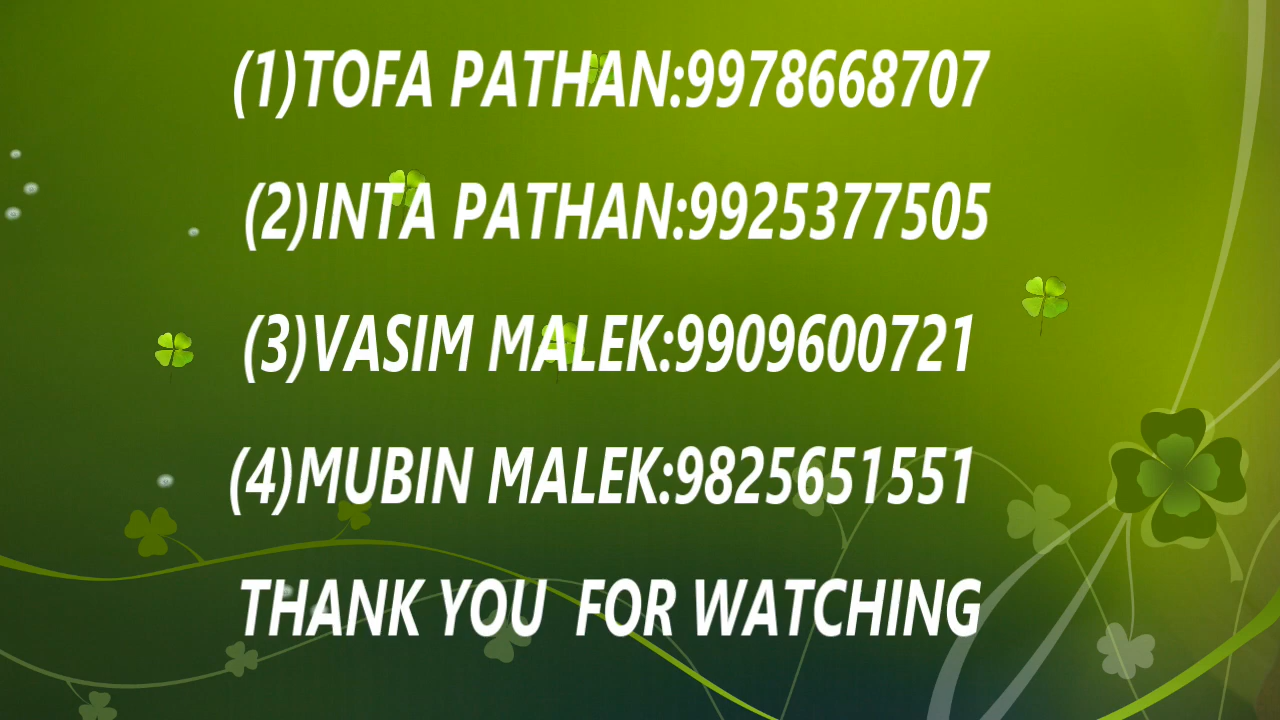 (1)TOFA PATHAN:9978668707
(2)INTA PATHAN:9925377505
(3)VASIM MALEK:9909600721
(4)MUBIN MALEK:9825651551
THANK YOU FOR WATCHING